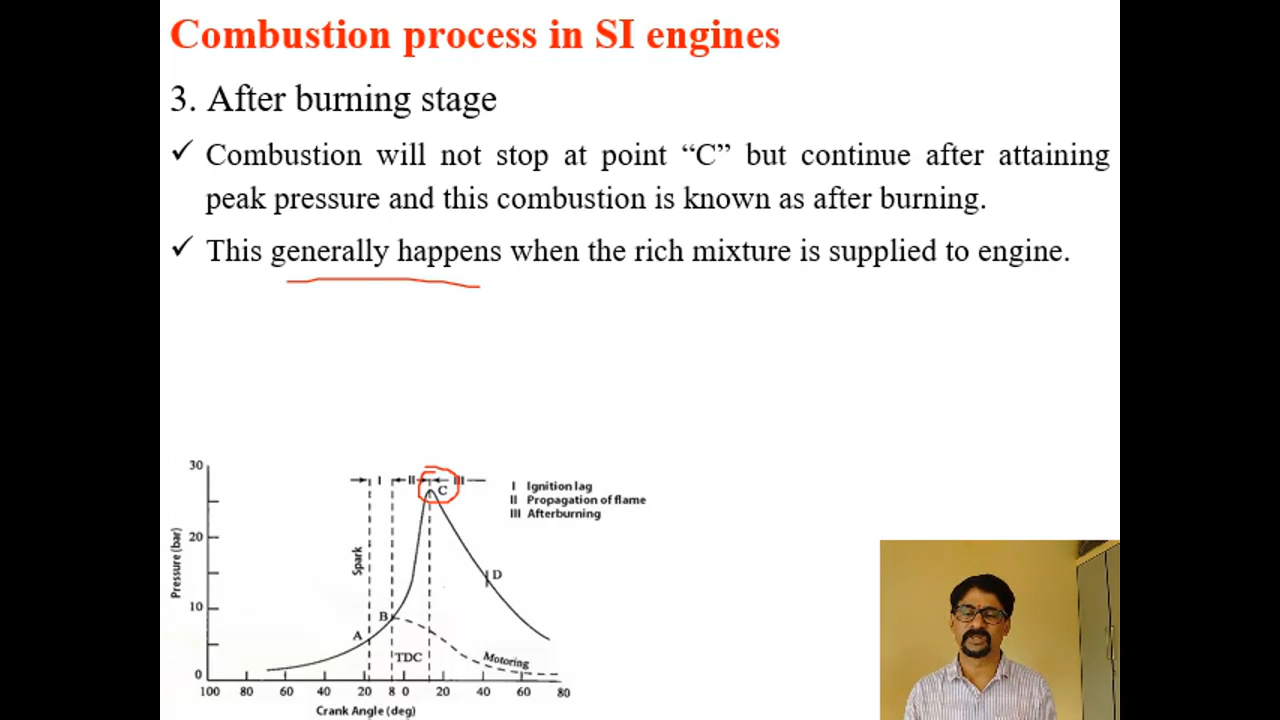 Combustion process in SI engines
3. After burning stage
✓ Combustion will not stop at point “C” but continue after attaining
peak pressure and this combustion is known as after burning.
✓ This generally happens when the rich mixture is supplied to engine.
30
I II III
C
I Ignition lag
II Propagation of flame
III Afterburning
20
Pressure (bar)
Spark
D
10
B
A
TDC
Motoring
0
100 80 60 40 20 8 0 20 40 60 80
Crank Angle (deg)